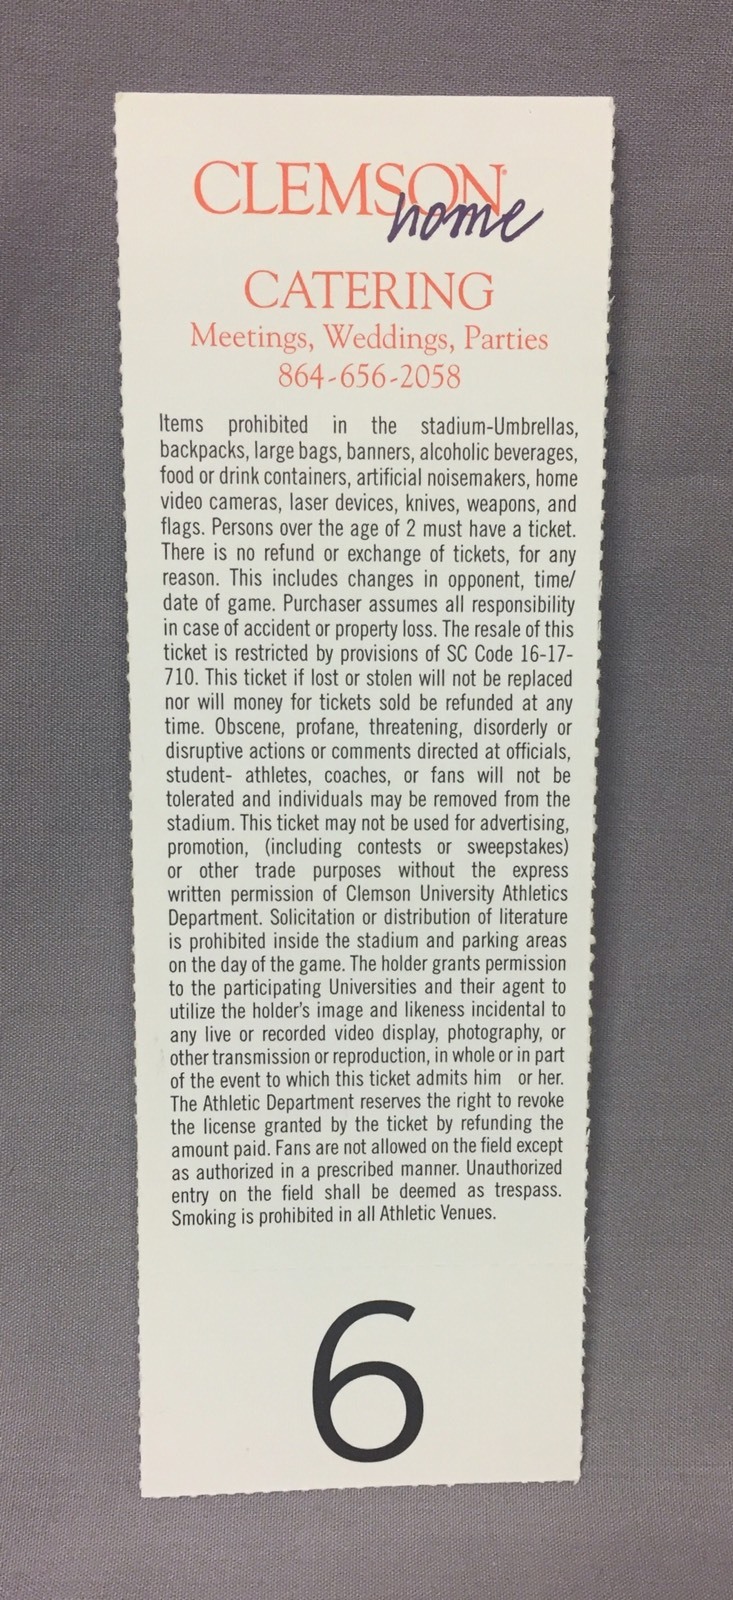 CLEMSON®
home
CATERING
Meetings, Weddings, Parties
864-656-2058
Items prohibited in the stadium-Umbrellas,
backpacks, large bags, banners, alcoholic beverages,
food or drink containers, artificial noisemakers, home
video cameras, laser devices, knives, weapons, and
flags. Persons over the age of 2 must have a ticket.
There is no refund or exchange of tickets, for any
reason. This includes changes in opponent, time/
date of game. Purchaser assumes all responsibility
in case of accident or property loss. The resale of this
ticket is restricted by provisions of SC Code 16-17-
710. This ticket if lost or stolen will not be replaced
nor will money for tickets sold be refunded at any
time. Obscene, profane, threatening, disorderly or
disruptive actions or comments directed at officials,
student- athletes, coaches, or fans will not be
tolerated and individuals may be removed from the
stadium. This ticket may not be used for advertising,
promotion, (including contests or sweepstakes)
or other trade purposes without the express
written permission of Clemson University Athletics
Department. Solicitation or distribution of literature
is prohibited inside the stadium and parking areas
on the day of the game. The holder grants permission
to the participating Universities and their agent to
utilize the holder's image and likeness incidental to
any live or recorded video display, photography, or
other transmission or reproduction, in whole or in part
of the event to which this ticket admits him or her.
The Athletic Department reserves the right to revoke
the license granted by the ticket by refunding the
amount paid. Fans are not allowed on the field except
as authorized in a prescribed manner. Unauthorized
entry on the field shall be deemed as trespass.
Smoking is prohibited in all Athletic Venues.
6